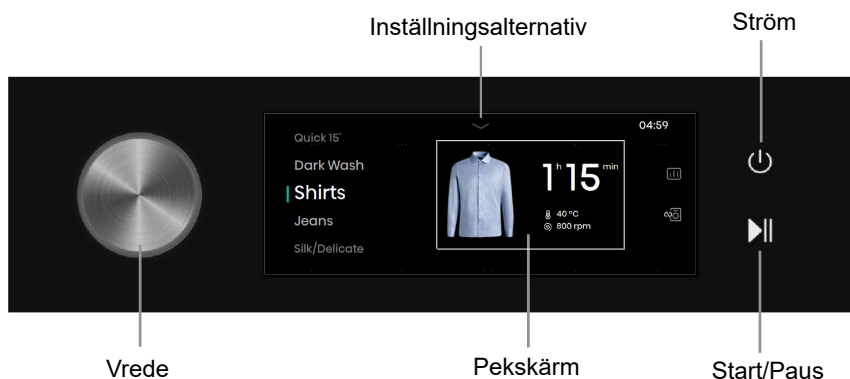 Inställningsalternativ
Ström
04:59
Quick 15'
Dark Wash
Shirts
Jeans
Silk/Delicate
1 h 15 min
40 °C
800 rpm
Vrede
Pekskärm
Start/Paus